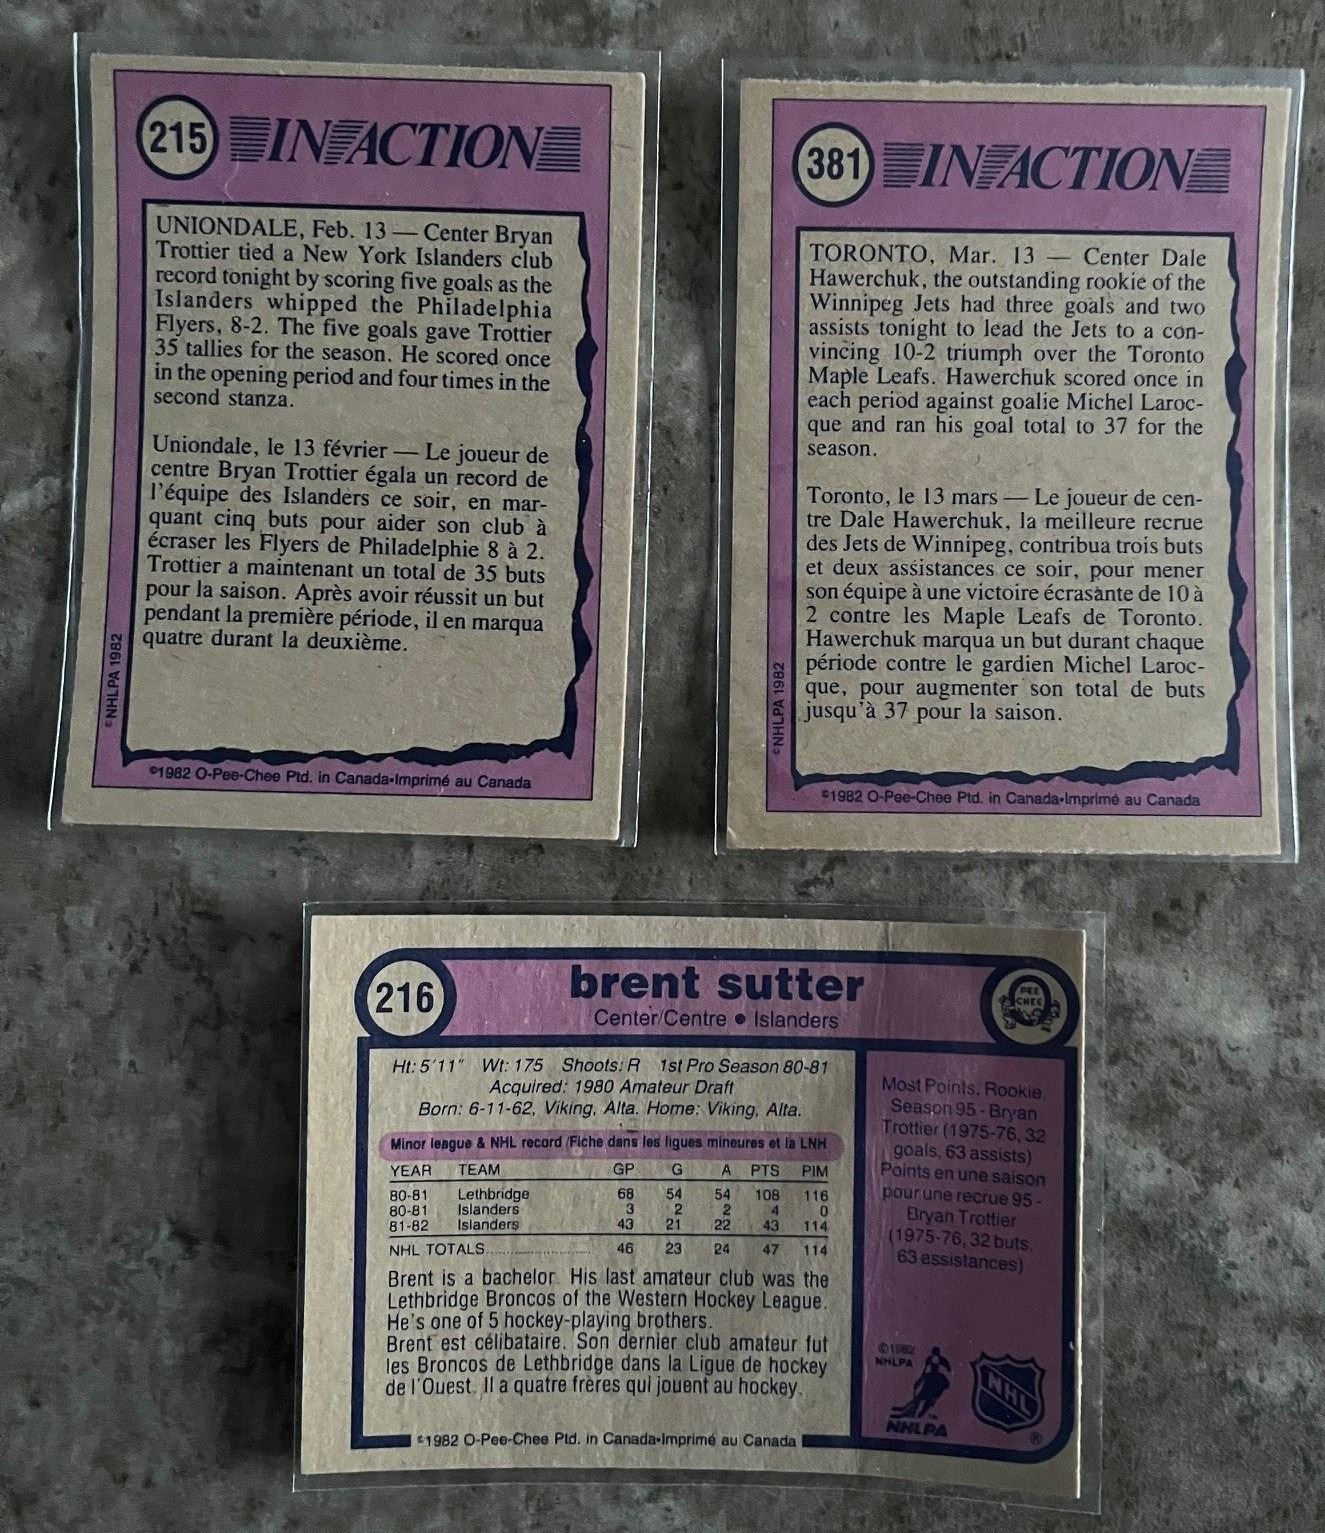 215 IN ACTION
UNIONDALE, Feb. 13 — Center Bryan
Trottier tied a New York Islanders club
record tonight by scoring five goals as the
Islanders whipped the Philadelphia
Flyers, 8-2. The five goals gave Trottier
35 tallies for the season. He scored once
in the opening period and four times in the
second stanza.
Uniondale, le 13 février — Le joueur de
centre Bryan Trottier égala un record de
l'équipe des Islanders ce soir, en mar-
quant cinq buts pour aider son club à
écraser les Flyers de Philadelphie 8 à 2.
Trottier a maintenant un total de 35 buts
pour la saison. Après avoir réussit un but
pendant la première période, il en marqua
quatre durant la deuxième.
©NHLPA 1982
©1982 O-Pee-Chee Ptd. in Canada•Imprimé au Canada
381 IN ACTION
TORONTO, Mar. 13 — Center Dale
Hawerchuk, the outstanding rookie of the
Winnipeg Jets had three goals and two
assists tonight to lead the Jets to a con-
vincing 10-2 triumph over the Toronto
Maple Leafs. Hawerchuk scored once in
each period against goalie Michel Laroc-
que and ran his goal total to 37 for the
season.
Toronto, le 13 mars — Le joueur de cen-
tre Dale Hawerchuk, la meilleure recrue
des Jets de Winnipeg, contribua trois buts
et deux assistances ce soir, pour mener
son équipe à une victoire écrasante de 10 à
2 contre les Maple Leafs de Toronto.
Hawerchuk marqua un but durant chaque
période contre le gardien Michel Laroc-
que, pour augmenter son total de buts
jusqu'à 37 pour la saison.
©NHLPA 1982
©1982 O-Pee-Chee Ptd. in Canada•Imprimé au Canada
216 brent sutter
Center/Centre • Islanders
O PEE CHEE
Ht: 5'11" Wt: 175 Shoots: R 1st Pro Season 80-81
Acquired: 1980 Amateur Draft
Born: 6-11-62, Viking, Alta. Home: Viking, Alta.
Minor league & NHL record/Fiche dans les ligues mineures et la LNH
YEAR TEAM GP G A PTS PIM
80-81 Lethbridge 68 54 54 108 116
80-81 Islanders 3 2 2 4 0
81-82 Islanders 43 21 22 43 114
NHL TOTALS 46 23 24 47 114
Brent is a bachelor. His last amateur club was the
Lethbridge Broncos of the Western Hockey League.
He's one of 5 hockey-playing brothers.
Brent est célibataire. Son dernier club amateur fut
les Broncos de Lethbridge dans la Ligue de hockey
de l'Ouest. Il a quatre frères qui jouent au hockey.
©1982 O-Pee-Chee Ptd. in Canada•Imprimé au Canada
Most Points, Rookie,
Season 95 - Bryan
Trottier (1975-76, 32
goals, 63 assists)
Points en une saison
pour une recrue 95 -
Bryan Trottier
(1975-76, 32 buts,
63 assistances)
©1982
NHLPA
NHLPA
NHL
®